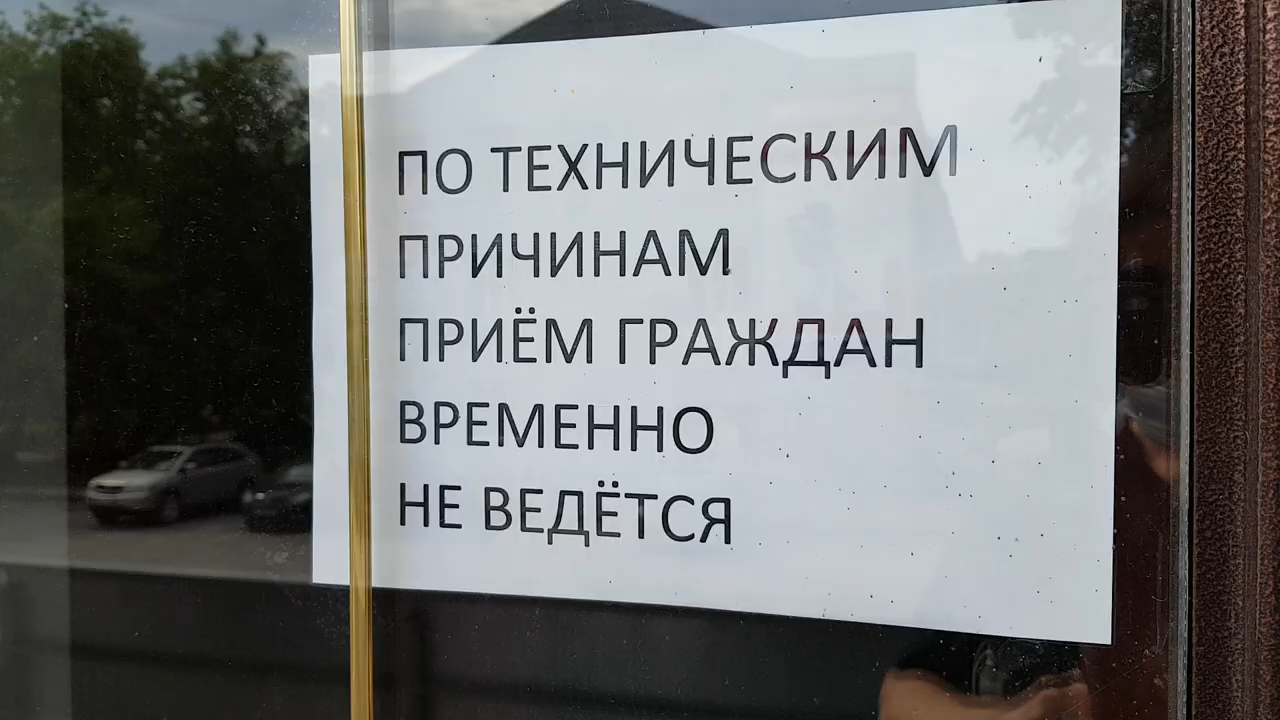 ПО ТЕХНИЧЕСКИМ
ПРИЧИНАМ
ПРИЁМ ГРАЖДАН
ВРЕМЕННО
НЕ ВЕДЁТСЯ